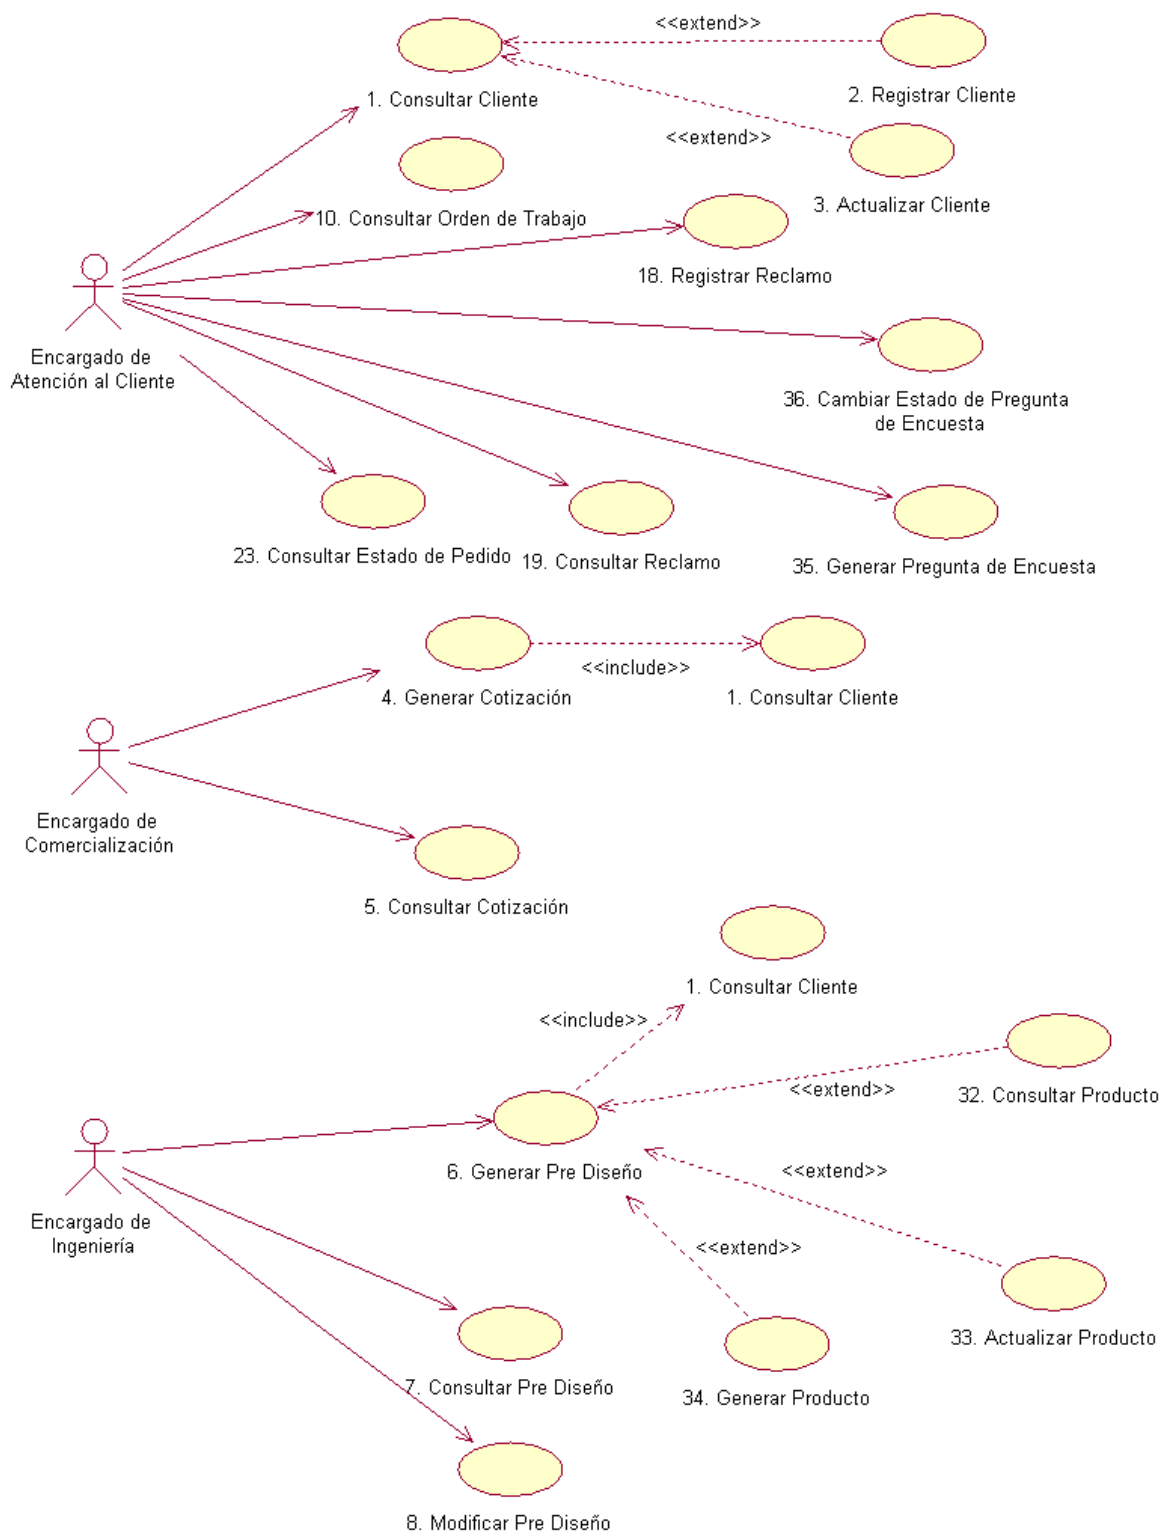 <<extend>>
1. Consultar Cliente
2. Registrar Cliente
<<extend>>
3. Actualizar Cliente
10. Consultar Orden de Trabajo
18. Registrar Reclamo
Encargado de
Atención al Cliente
36. Cambiar Estado de Pregunta
de Encuesta
23. Consultar Estado de Pedido
19. Consultar Reclamo
35. Generar Pregunta de Encuesta
<<include>>
4. Generar Cotización
1. Consultar Cliente
Encargado de
Comercialización
5. Consultar Cotización
1. Consultar Cliente
<<include>>
<<extend>>
32. Consultar Producto
6. Generar Pre Diseño
<<extend>>
Encargado de
Ingeniería
<<extend>>
33. Actualizar Producto
7. Consultar Pre Diseño
34. Generar Producto
8. Modificar Pre Diseño